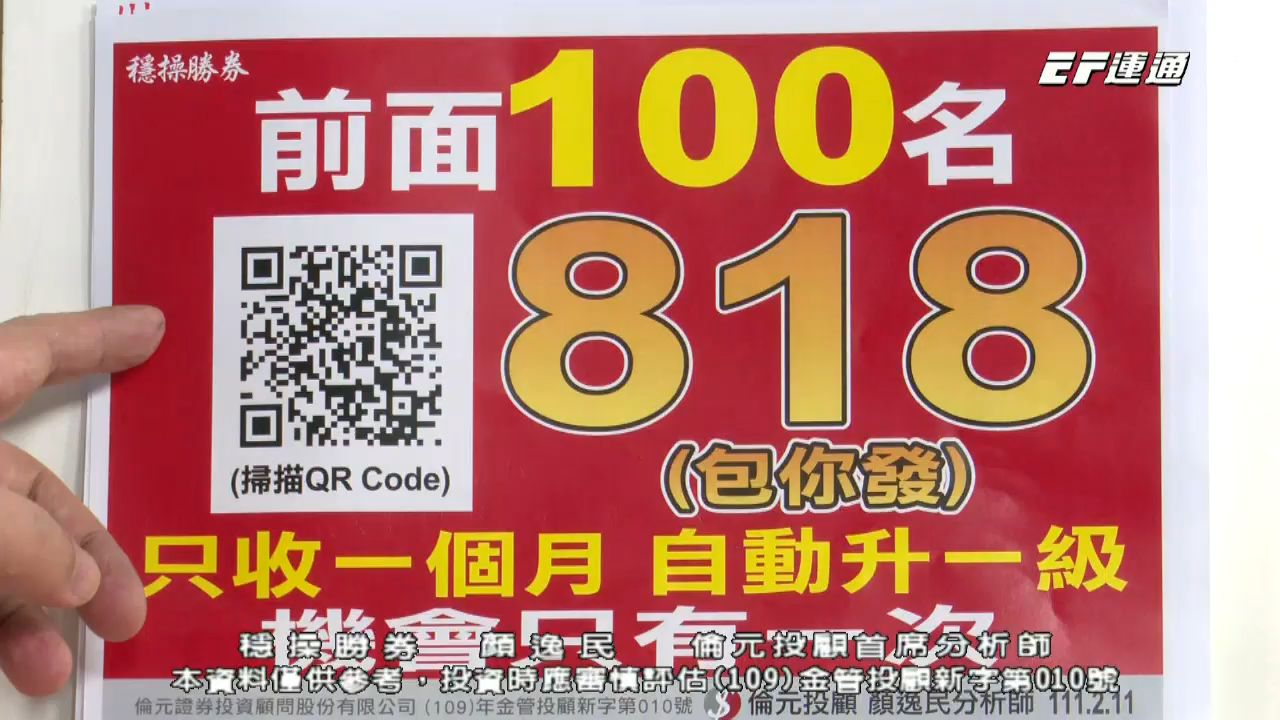 穩操勝券
EF運通
前面100名
818
(包你發)
(掃描QR Code)
只收一個月 自動升一級
機會只有一次
穩操勝券 顏逸民 倫元投顧首席分析師
本資料僅供參考，投資時應審慎評估(109)金管投顧新字第010號
倫元證券投資顧問股份有限公司 (109)年金管投顧新字第010號 倫元投顧 顏逸民分析師 111.2.11